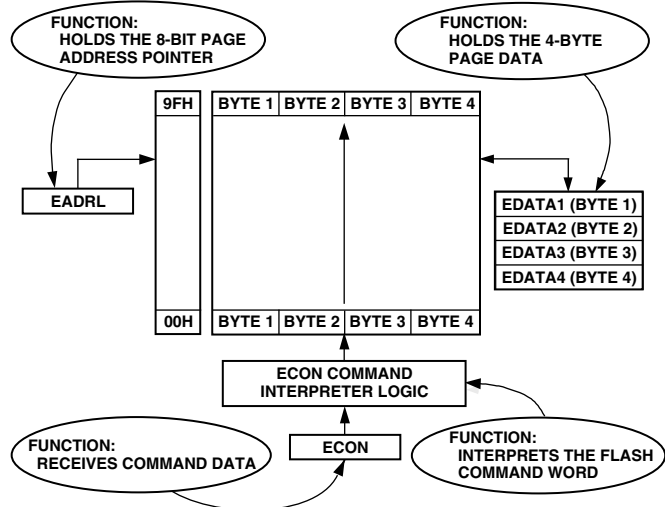 FUNCTION:
HOLDS THE 8-BIT PAGE
ADDRESS POINTER
FUNCTION:
HOLDS THE 4-BYTE
PAGE DATA
9FH
BYTE 1 BYTE 2 BYTE 3 BYTE 4
EADRL
EDATA1 (BYTE 1)
EDATA2 (BYTE 2)
EDATA3 (BYTE 3)
EDATA4 (BYTE 4)
00H
BYTE 1 BYTE 2 BYTE 3 BYTE 4
ECON COMMAND
INTERPRETER LOGIC
FUNCTION:
RECEIVES COMMAND DATA
ECON
FUNCTION:
INTERPRETS THE FLASH
COMMAND WORD